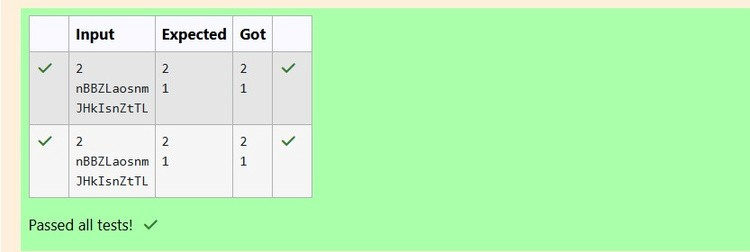 Input Expected Got
2 2 2
nBBZLaosnm 1 1
JHkIsnZtTL
2 2 2
nBBZLaosnm 1 1
JHkIsnZtTL
Passed all tests!